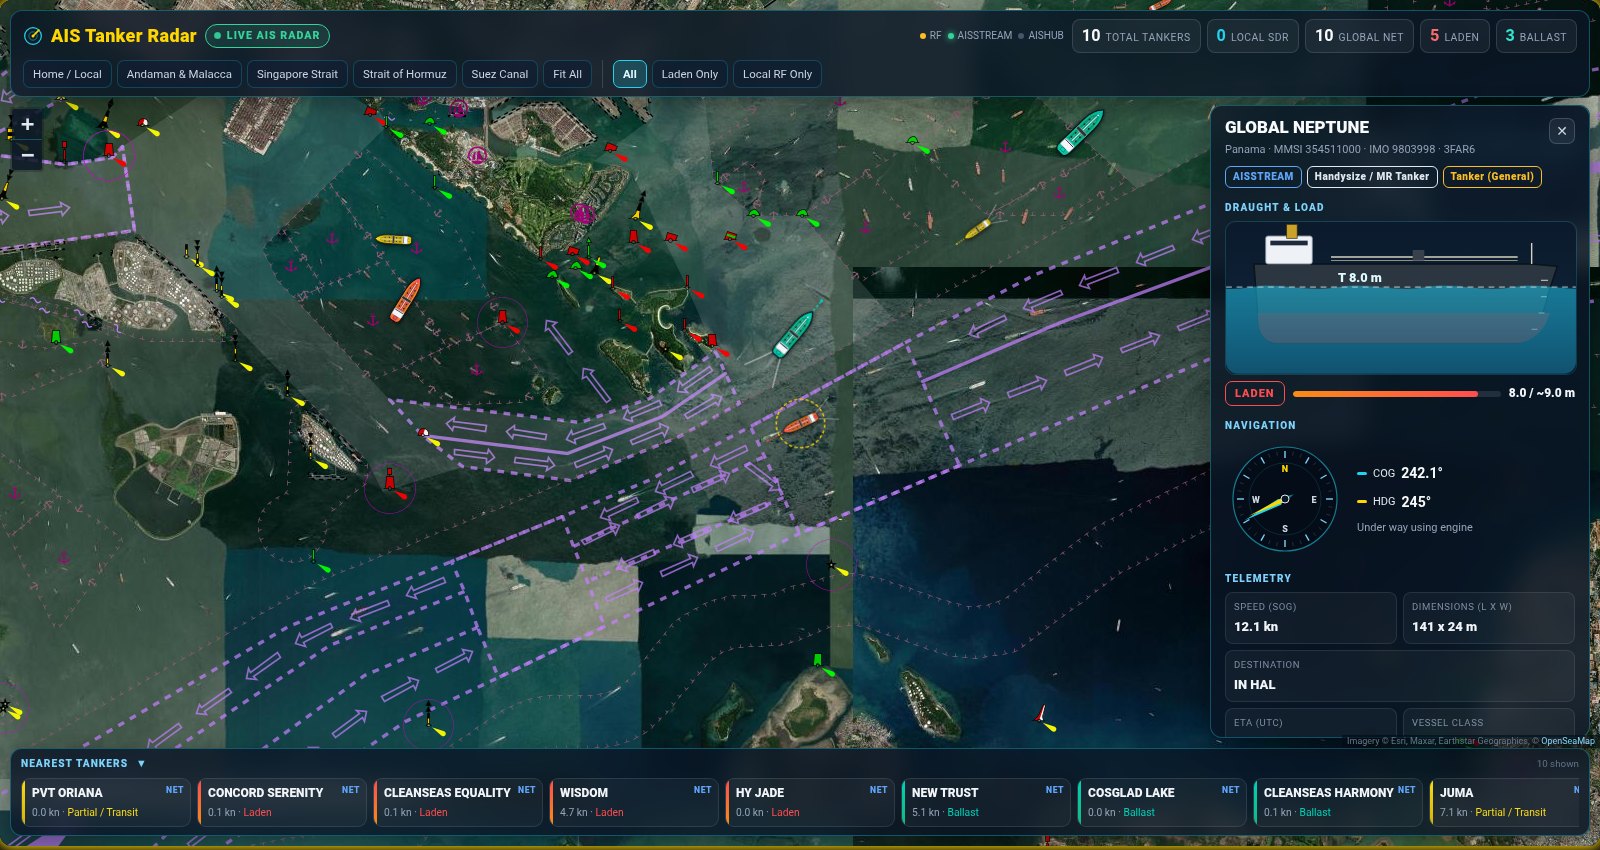 AIS Tanker Radar
LIVE AIS RADAR
RF
AISSTREAM
AISHUB
10 TOTAL TANKERS
0 LOCAL SDR
10 GLOBAL NET
5 LADEN
3 BALLAST
Home / Local
Andaman & Malacca
Singapore Strait
Strait of Hormuz
Suez Canal
Fit All
All
Laden Only
Local RF Only
+
−
GLOBAL NEPTUNE
×
Panama · MMSI 354511000 · IMO 9803998 · 3FAR6
AISSTREAM
Handysize / MR Tanker
Tanker (General)
DRAUGHT & LOAD
T 8.0 m
LADEN
8.0 / ~9.0 m
NAVIGATION
N
W
E
S
COG 242.1°
HDG 245°
Under way using engine
TELEMETRY
SPEED (SOG)
12.1 kn
DIMENSIONS (L X W)
141 x 24 m
DESTINATION
IN HAL
ETA (UTC)
VESSEL CLASS
Imagery © Esri, Maxar, Earthstar Geographics, © OpenSeaMap
NEAREST TANKERS ▼
10 shown
PVT ORIANA NET
0.0 kn · Partial / Transit
CONCORD SERENITY NET
0.1 kn · Laden
CLEANSEAS EQUALITY NET
0.1 kn · Laden
WISDOM NET
4.7 kn · Laden
HY JADE NET
0.0 kn · Laden
NEW TRUST NET
5.1 kn · Ballast
COSGLAD LAKE NET
0.0 kn · Ballast
CLEANSEAS HARMONY NET
0.1 kn · Ballast
JUMA N
7.1 kn · Partial / Transit